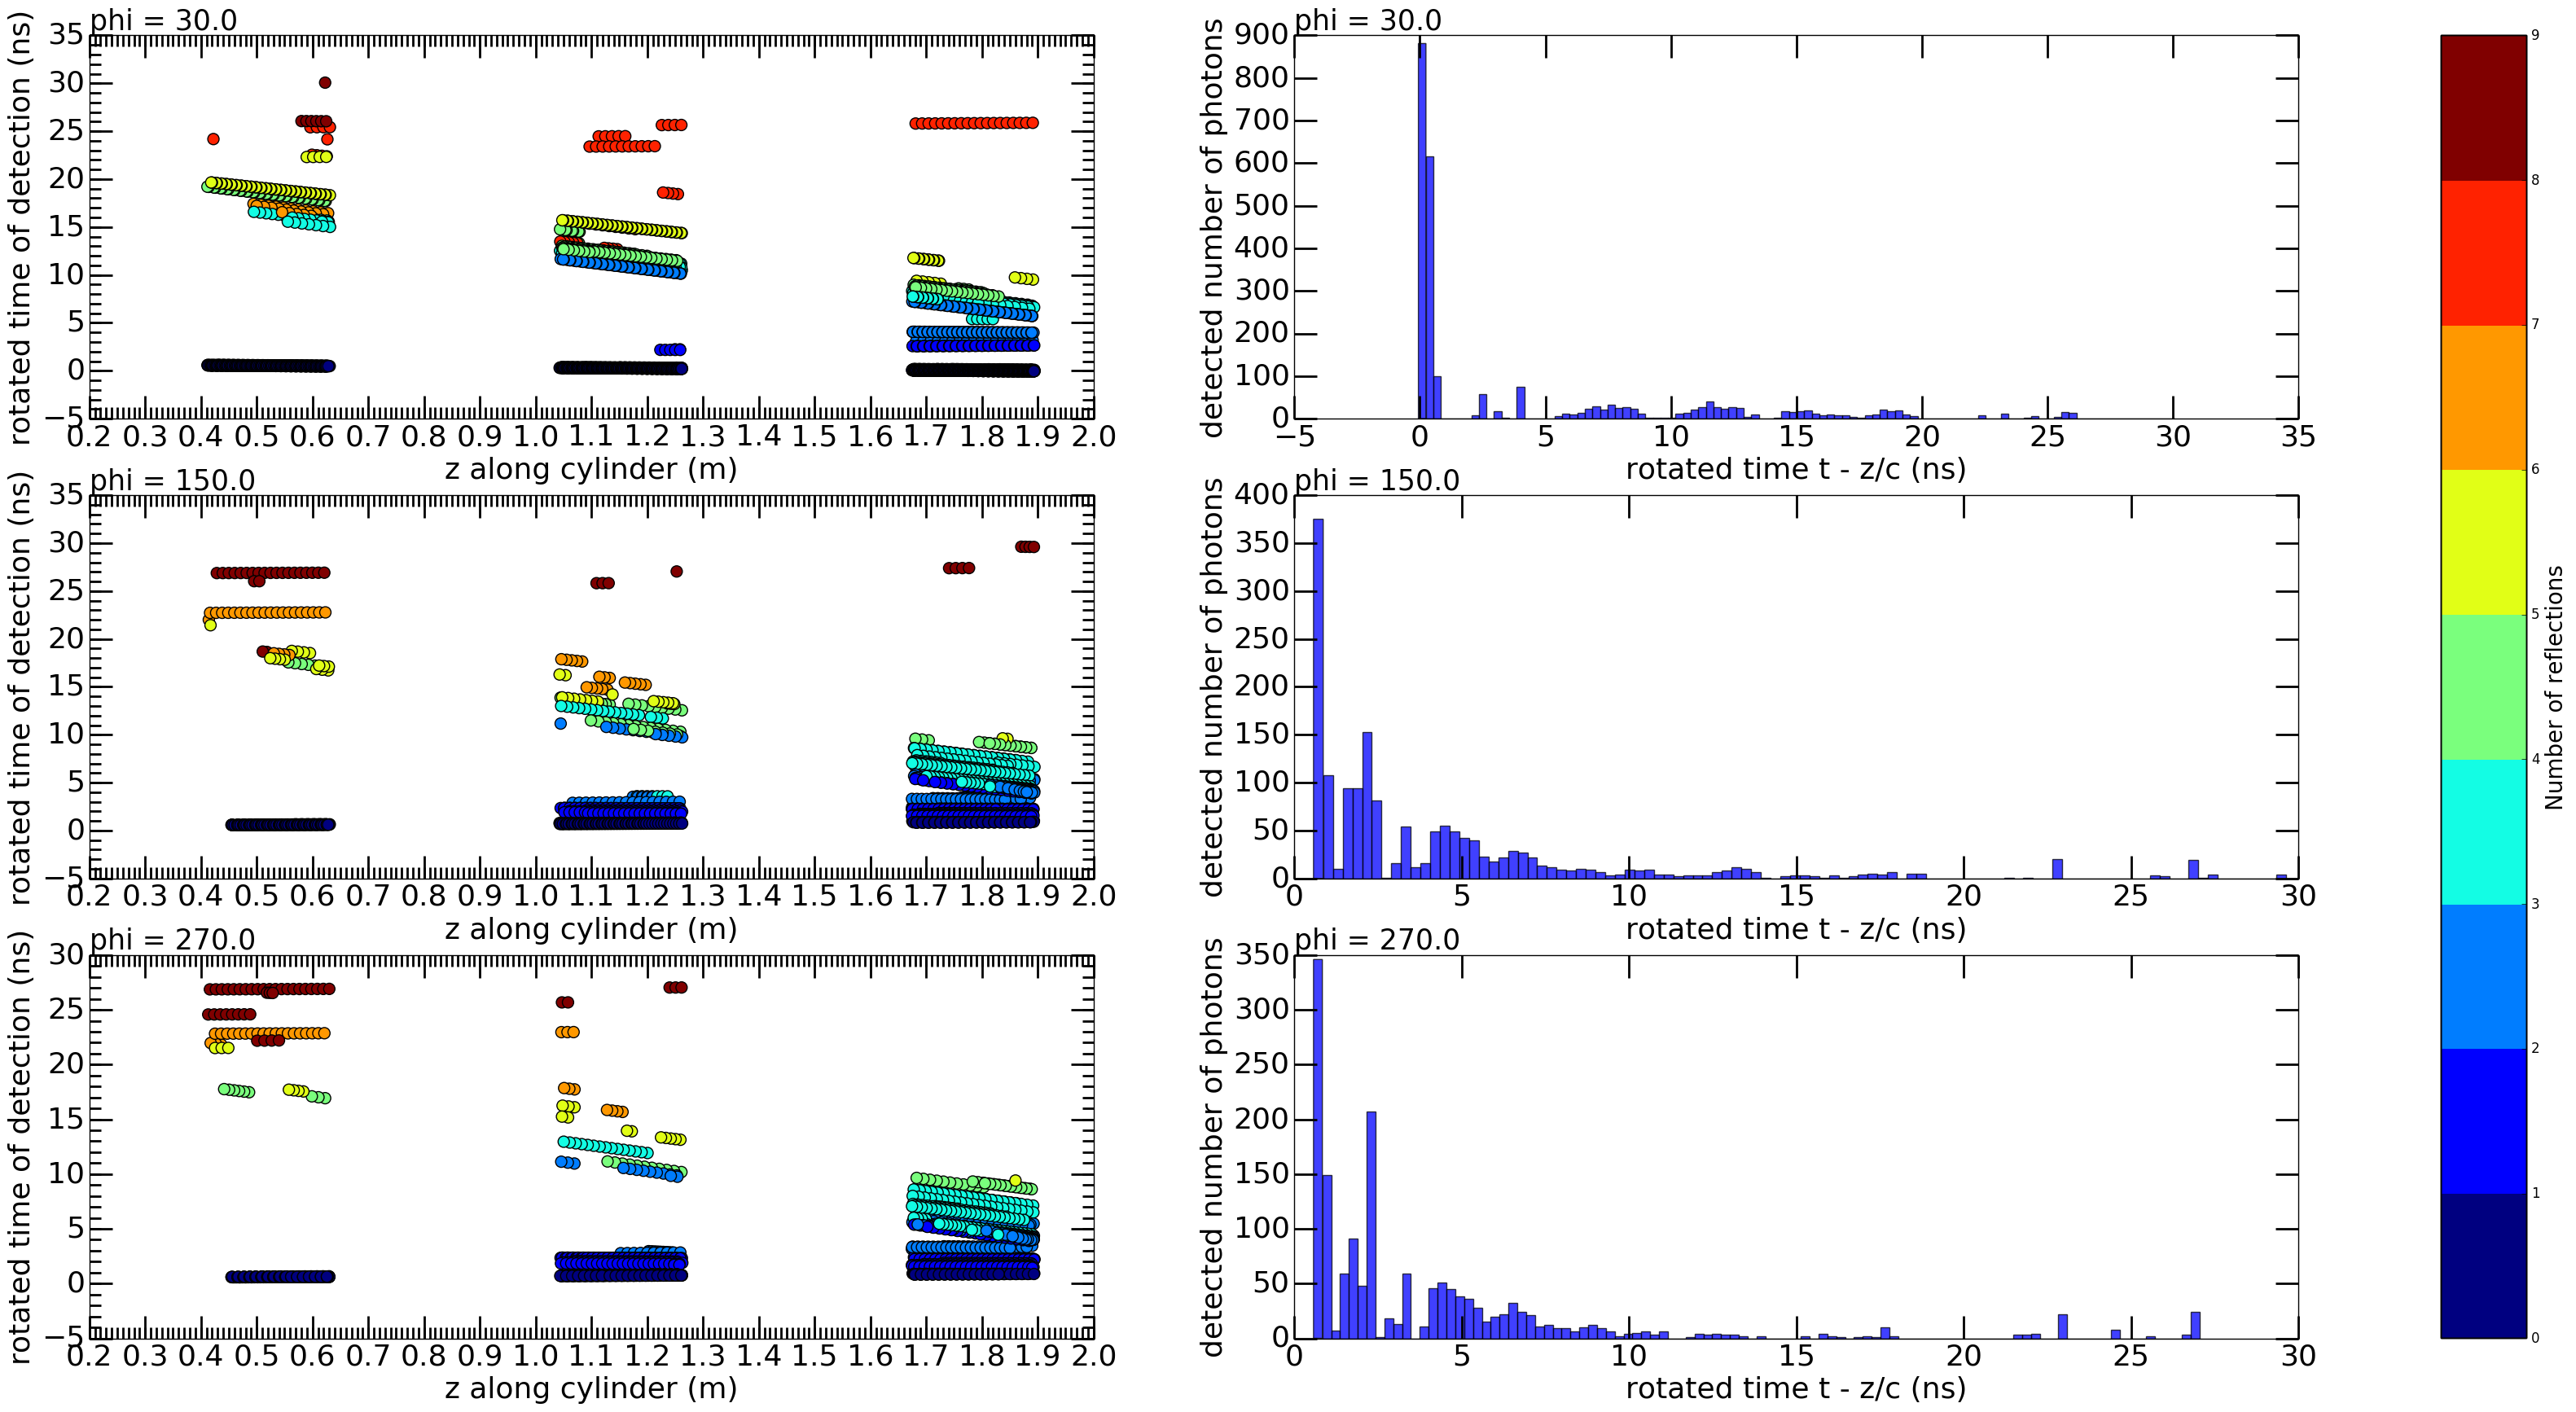 phi = 30.0
rotated time of detection (ns)
35
30
25
20
15
10
5
0
−5
0.2 0.3 0.4 0.5 0.6 0.7 0.8 0.9 1.0 1.1 1.2 1.3 1.4 1.5 1.6 1.7 1.8 1.9 2.0
z along cylinder (m)
phi = 30.0
detected number of photons
900
800
700
600
500
400
300
200
100
0
−5 0 5 10 15 20 25 30 35
rotated time t - z/c (ns)
phi = 150.0
rotated time of detection (ns)
35
30
25
20
15
10
5
0
−5
0.2 0.3 0.4 0.5 0.6 0.7 0.8 0.9 1.0 1.1 1.2 1.3 1.4 1.5 1.6 1.7 1.8 1.9 2.0
z along cylinder (m)
phi = 150.0
detected number of photons
400
350
300
250
200
150
100
50
0
0 5 10 15 20 25 30
rotated time t - z/c (ns)
phi = 270.0
rotated time of detection (ns)
30
25
20
15
10
5
0
−5
0.2 0.3 0.4 0.5 0.6 0.7 0.8 0.9 1.0 1.1 1.2 1.3 1.4 1.5 1.6 1.7 1.8 1.9 2.0
z along cylinder (m)
phi = 270.0
detected number of photons
350
300
250
200
150
100
50
0
0 5 10 15 20 25 30
rotated time t - z/c (ns)
9
8
7
6
5
4
3
2
1
0
Number of reflections